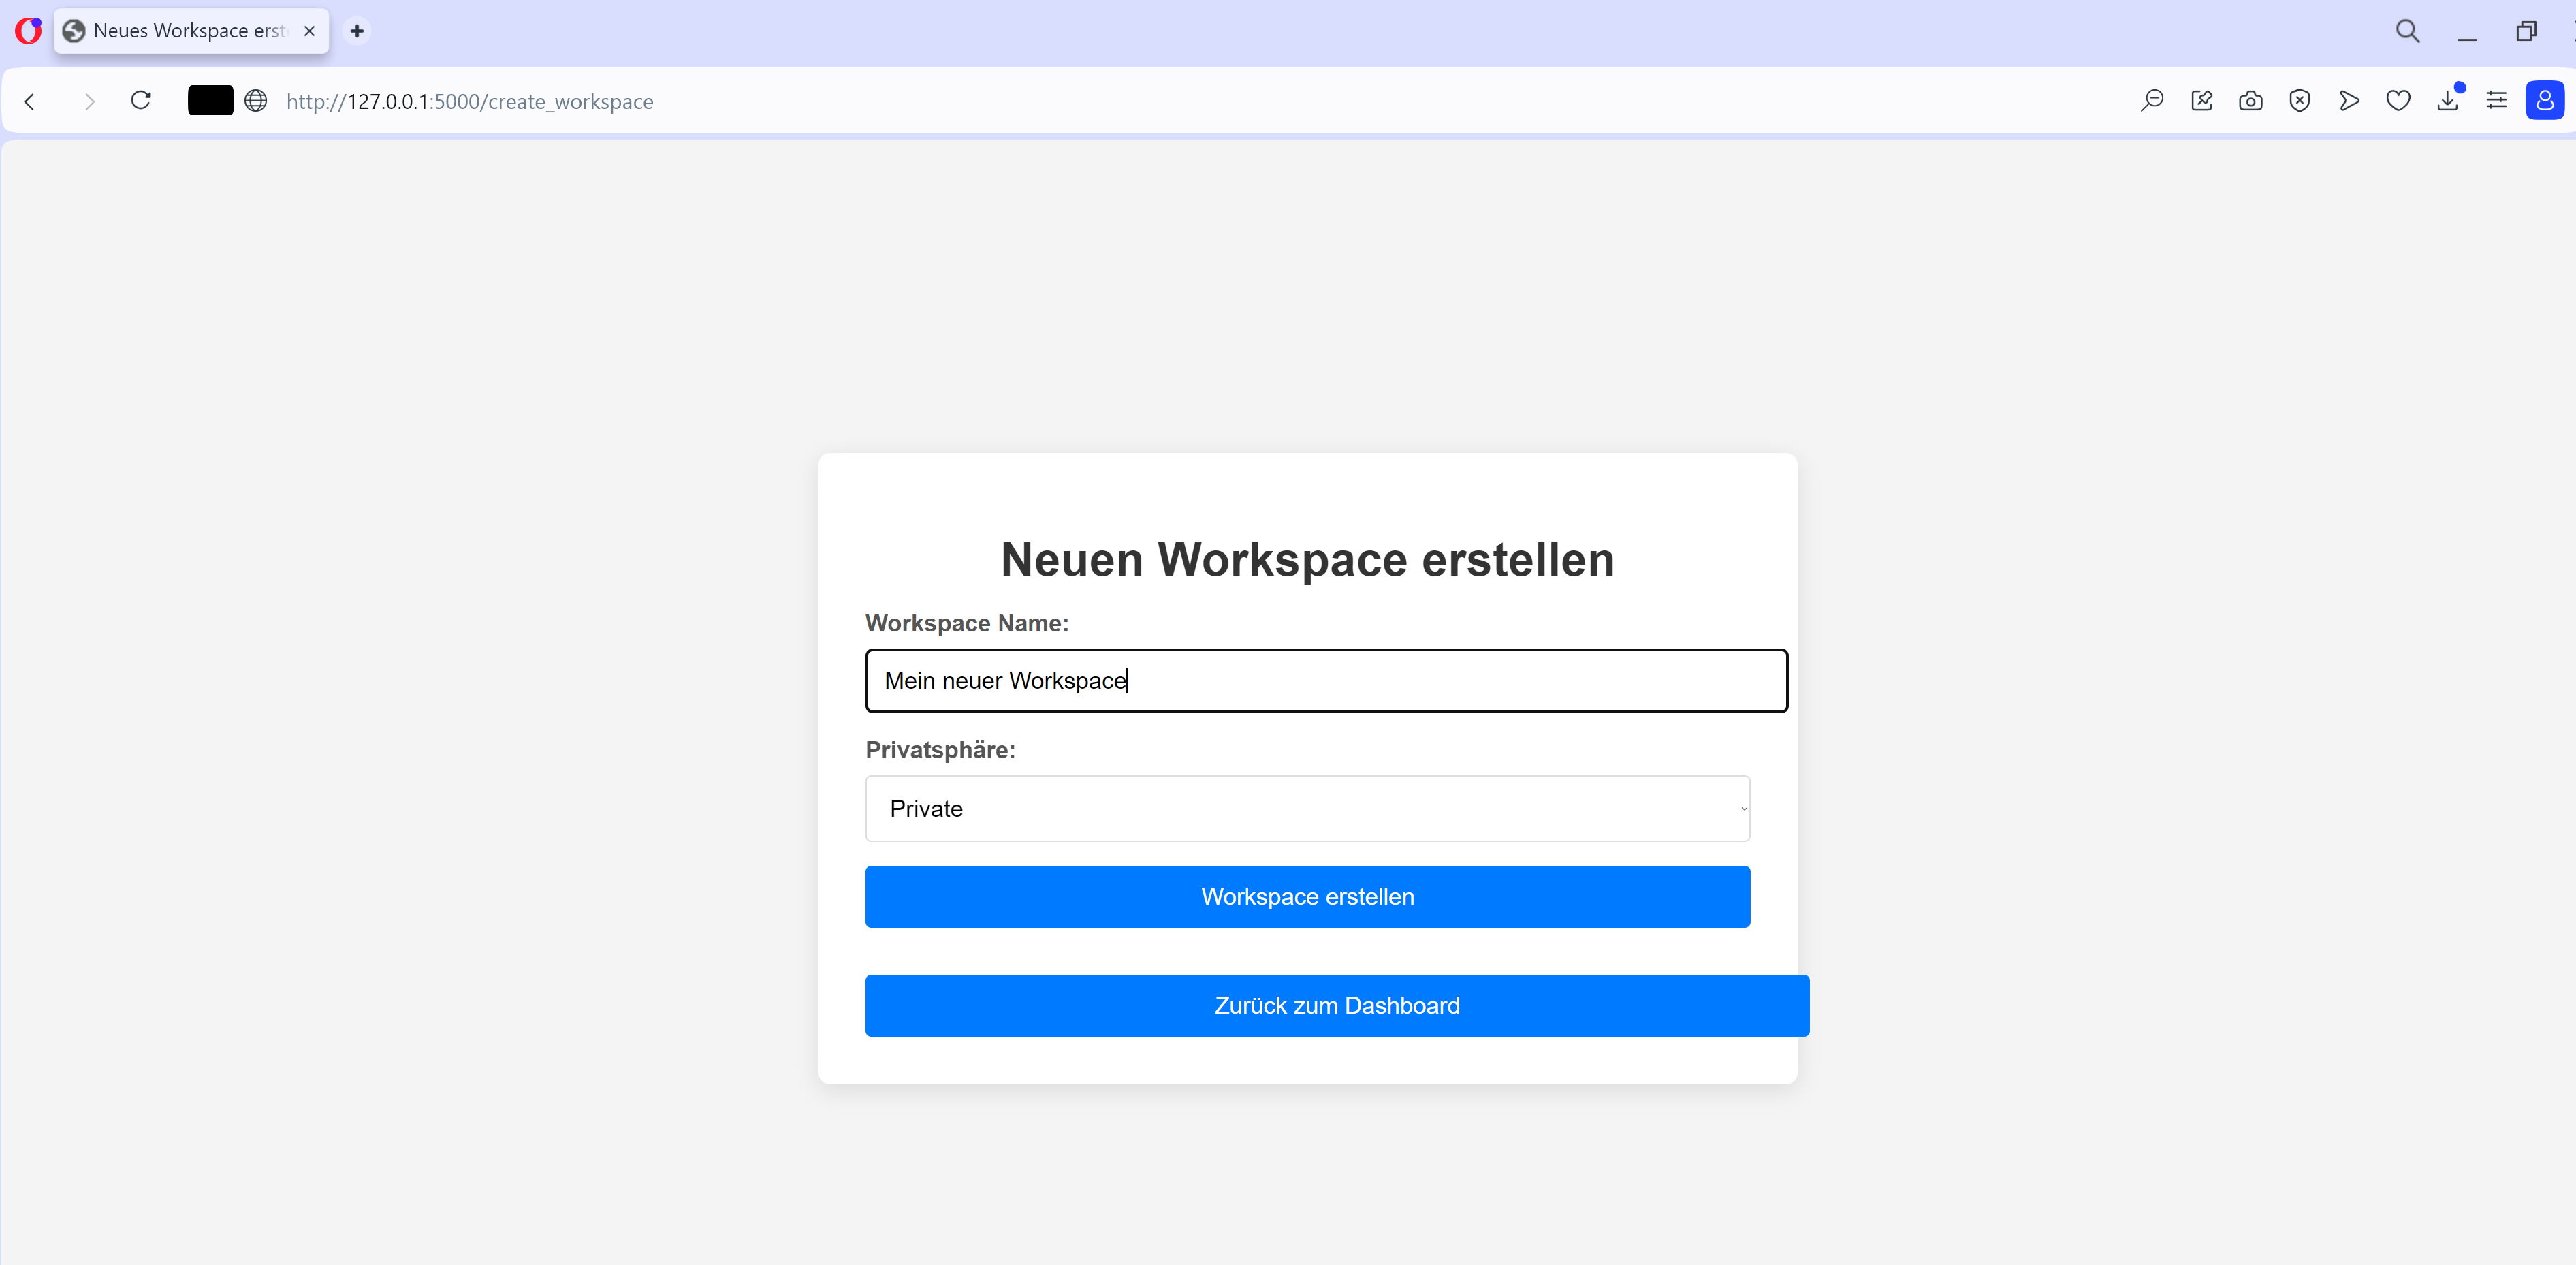 Neues Workspace erst
http://127.0.0.1:5000/create_workspace
Neuen Workspace erstellen
Workspace Name:
Mein neuer Workspace
Privatsphäre:
Private
Workspace erstellen
Zurück zum Dashboard